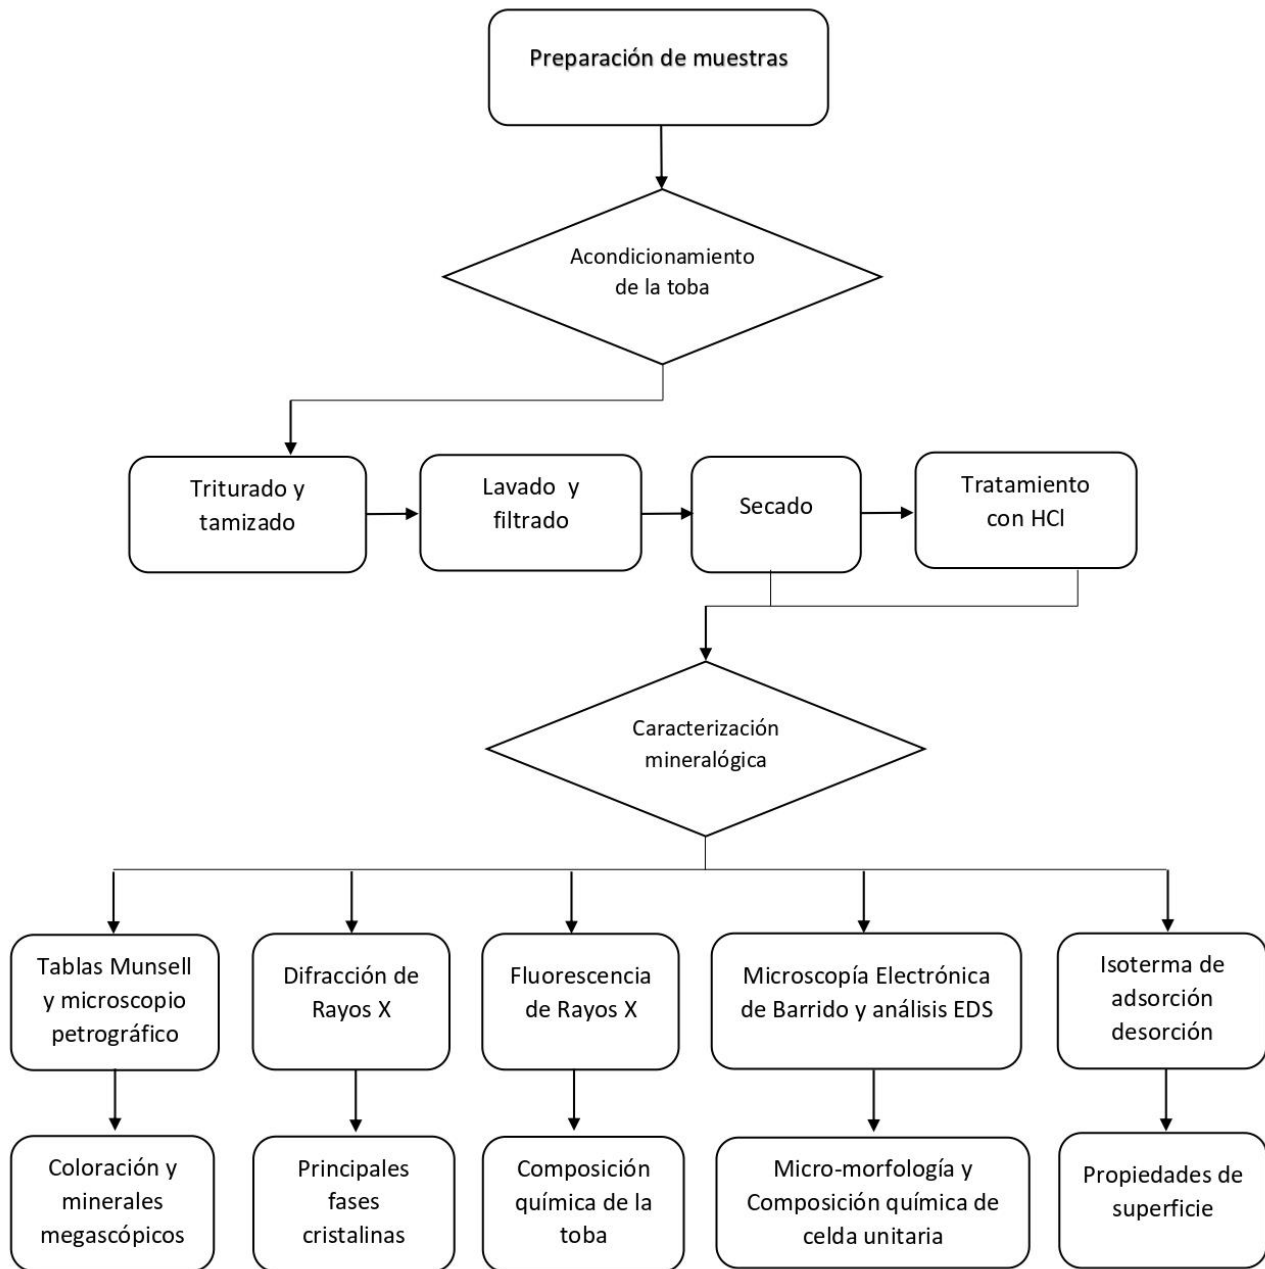 Preparación de muestras
Acondicionamiento
de la toba
Triturado y
tamizado
Lavado y
filtrado
Secado
Tratamiento
con HCl
Caracterización
mineralógica
Tablas Munsell
y microscopio
petrográfico
Difracción de
Rayos X
Fluorescencia
de Rayos X
Microscopía Electrónica
de Barrido y análisis EDS
Isoterma de
adsorción
desorción
Coloración y
minerales
megascópicos
Principales
fases
cristalinas
Composición
química de la
toba
Micro-morfología y
Composición química de
celda unitaria
Propiedades de
superficie